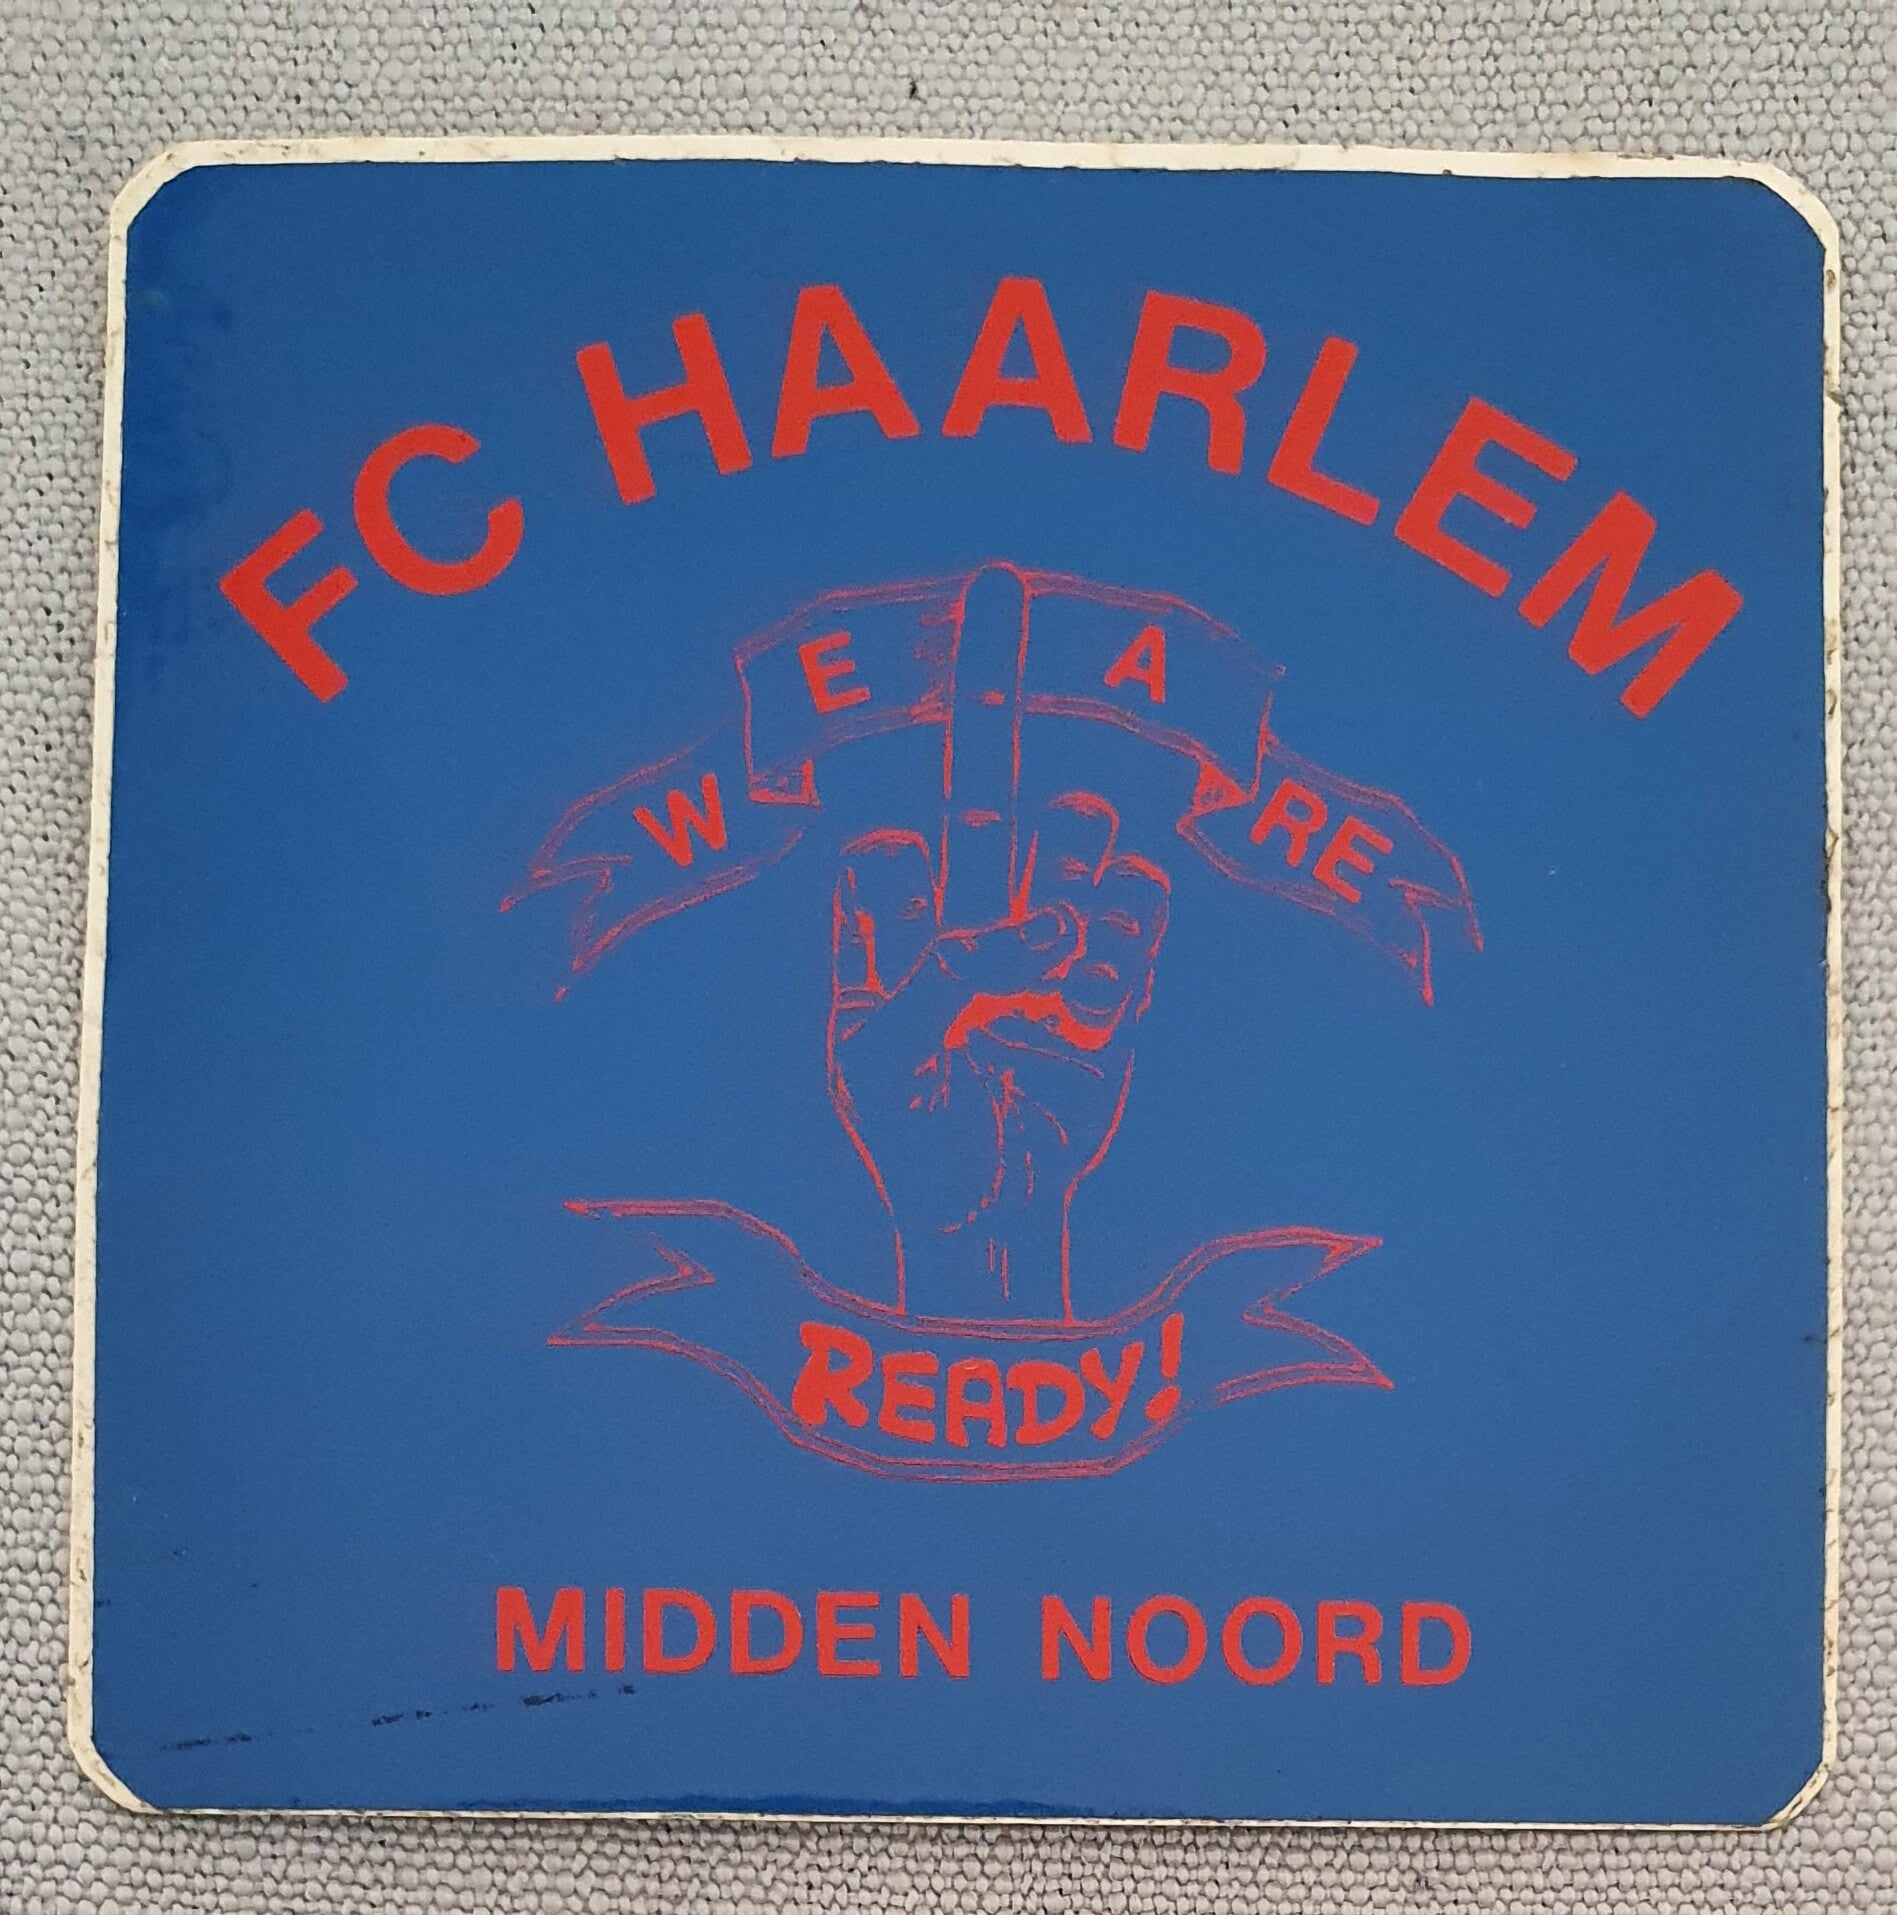 FC HAARLEM
WE ARE
READY!
MIDDEN NOORD